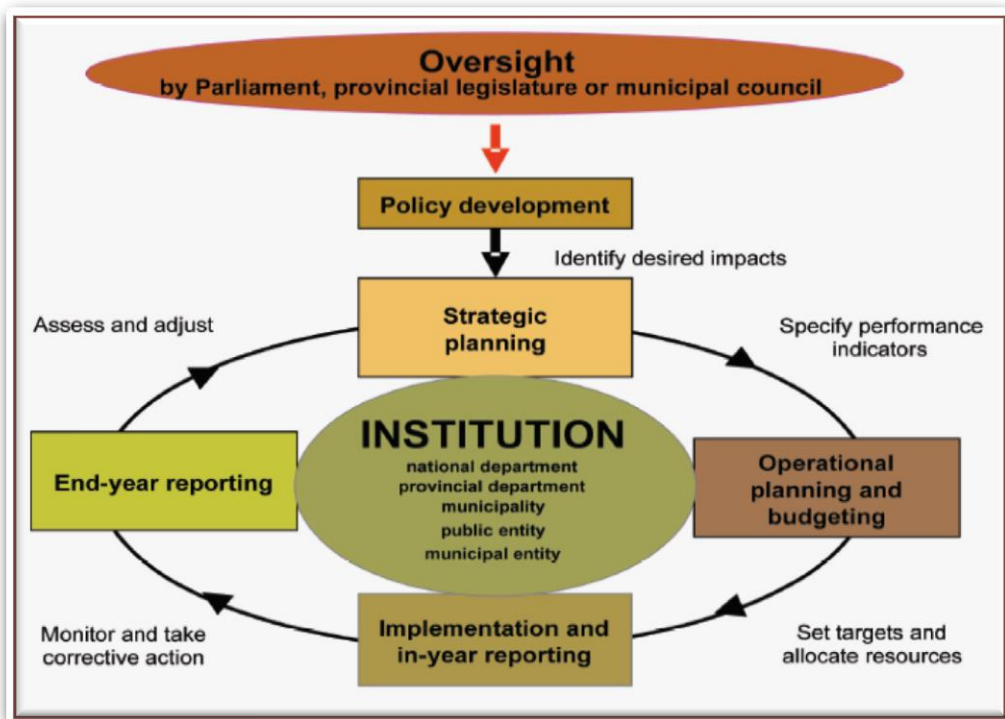 Oversight
by Parliament, provincial legislature or municipal council
Policy development
Identify desired impacts
Strategic
planning
Assess and adjust
Specify performance
indicators
INSTITUTION
national department
provincial department
municipality
public entity
municipal entity
End-year reporting
Operational
planning and
budgeting
Implementation and
in-year reporting
Monitor and take
corrective action
Set targets and
allocate resources